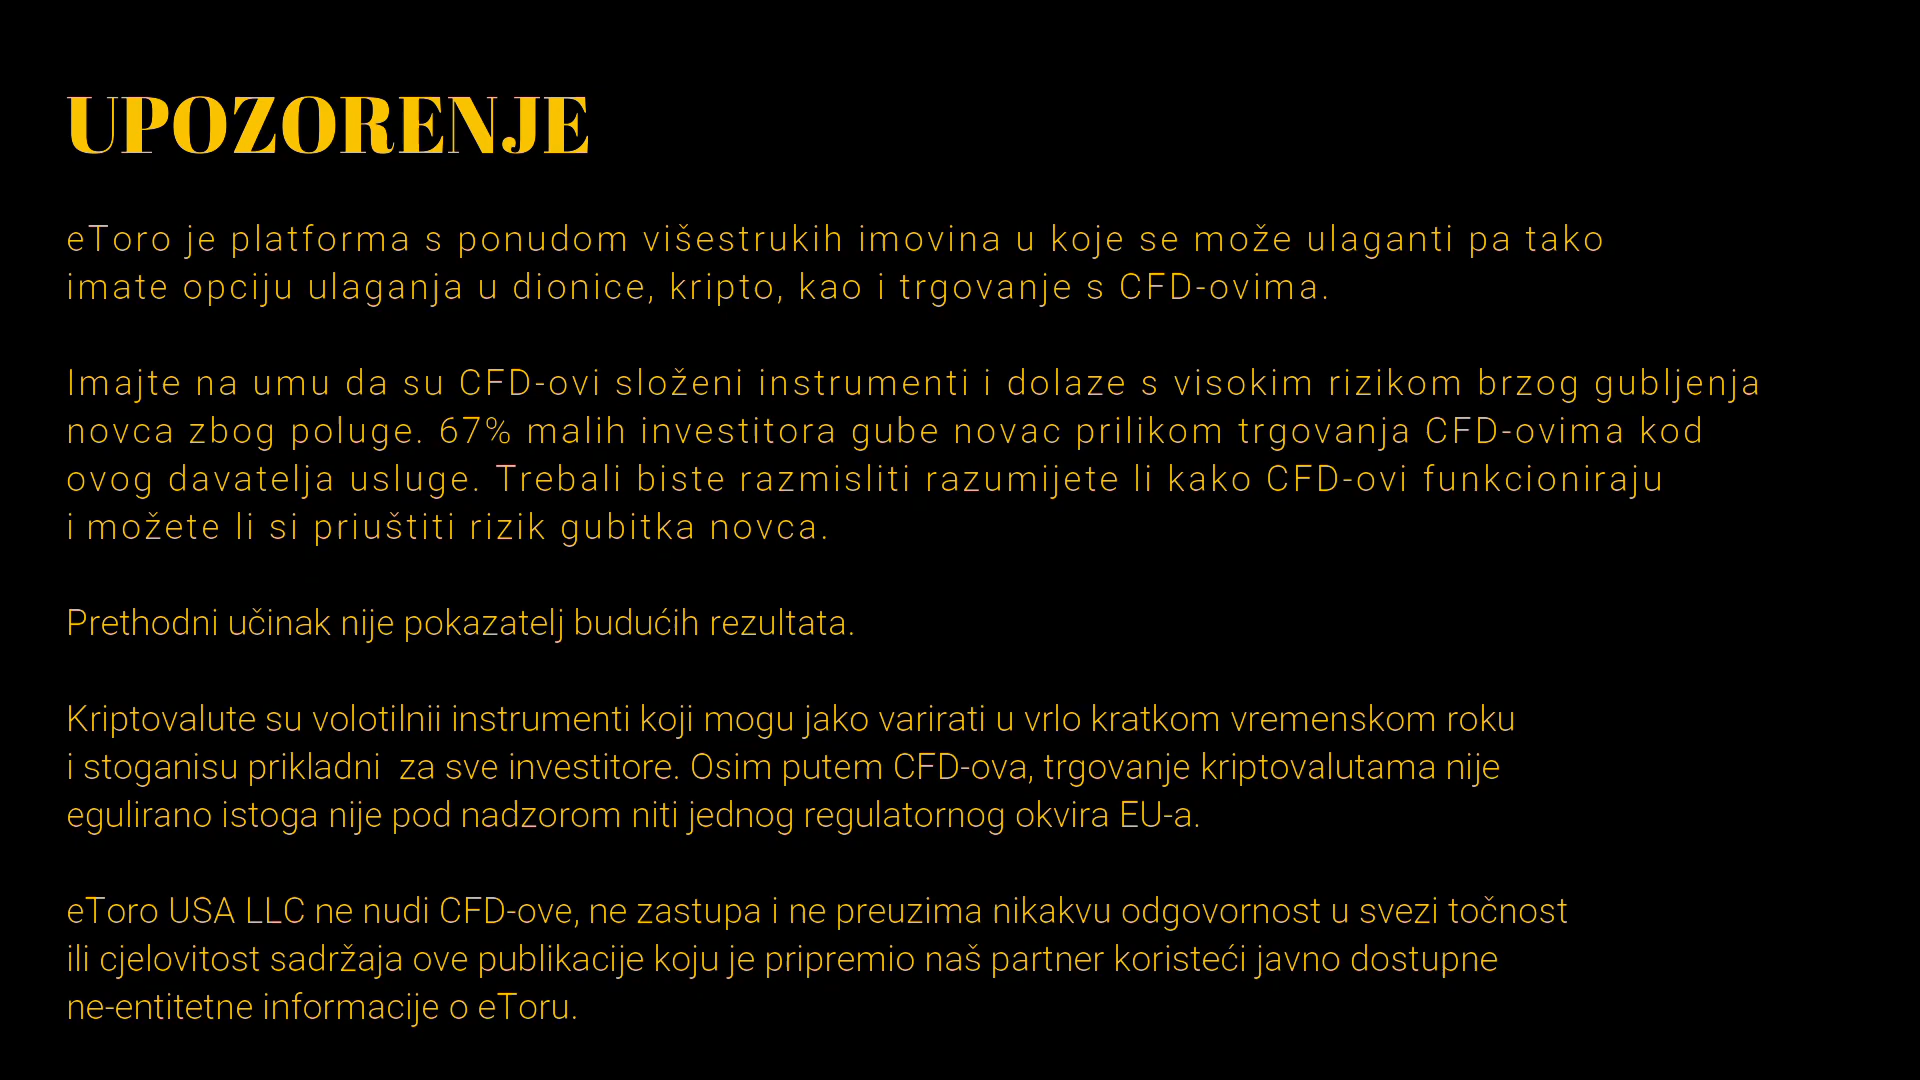 UPOZORENJE
eToro je platforma s ponudom višestrukih imovina u koje se može ulaganti pa tako
imate opciju ulaganja u dionice, kripto, kao i trgovanje s CFD-ovima.
Imajte na umu da su CFD-ovi složeni instrumenti i dolaze s visokim rizikom brzog gubljenja
novca zbog poluge. 67% malih investitora gube novac prilikom trgovanja CFD-ovima kod
ovog davatelja usluge. Trebali biste razmisliti razumijete li kako CFD-ovi funkcioniraju
i možete li si priuštiti rizik gubitka novca.
Prethodni učinak nije pokazatelj budućih rezultata.
Kriptovalute su volotilnii instrumenti koji mogu jako varirati u vrlo kratkom vremenskom roku
i stoganisu prikladni  za sve investitore. Osim putem CFD-ova, trgovanje kriptovalutama nije
egulirano istoga nije pod nadzorom niti jednog regulatornog okvira EU-a.
eToro USA LLC ne nudi CFD-ove, ne zastupa i ne preuzima nikakvu odgovornost u svezi točnost
ili cjelovitost sadržaja ove publikacije koju je pripremio naš partner koristeći javno dostupne
ne-entitetne informacije o eToru.